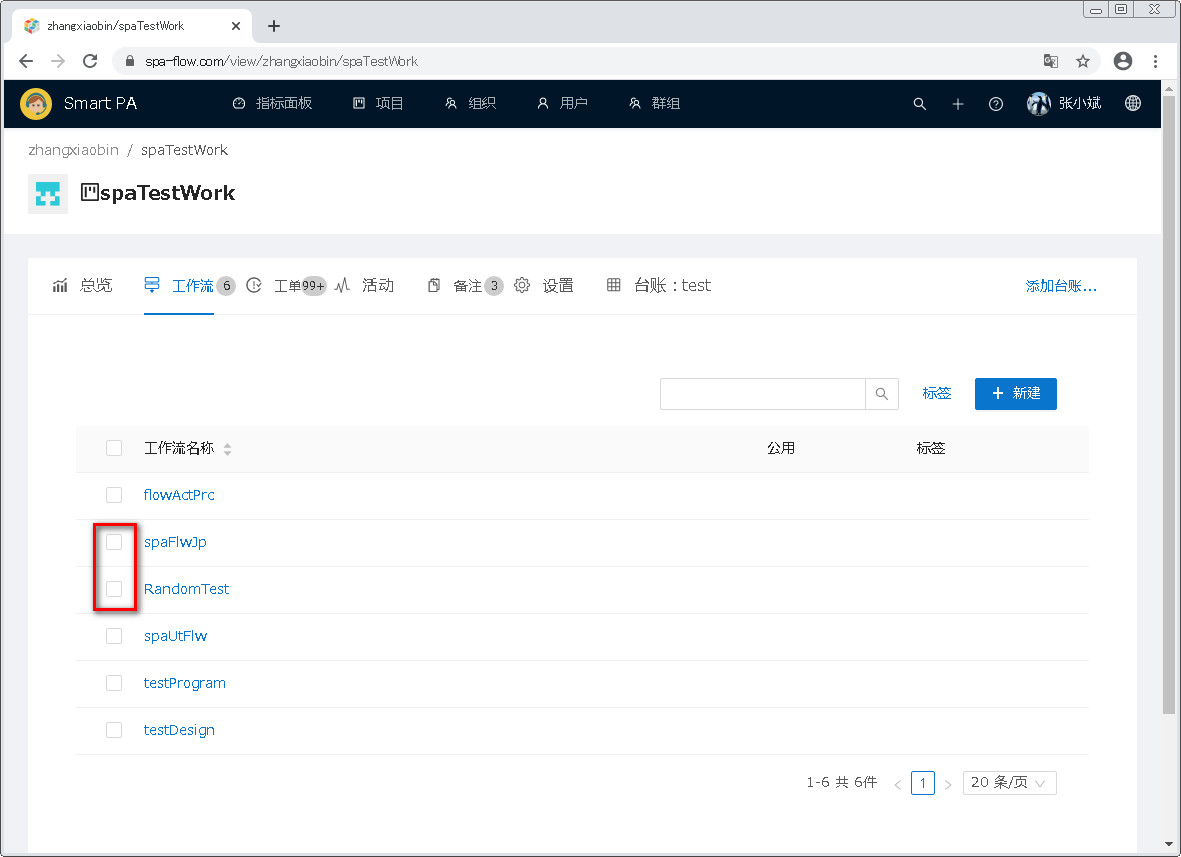 zhangxiaobin/spaTestWork
spa-flow.com/view/zhangxiaobin/spaTestWork
Smart PA 指标面板 项目 组织 用户 群组 张小斌
zhangxiaobin / spaTestWork
spaTestWork
总览 工作流 6 工单 99+ 活动 备注 3 设置 台账：test 添加台账...
标签 + 新建
工作流名称 公用 标签
flowActPrc
spaFlwJp
RandomTest
spaUtFlw
testProgram
testDesign
1-6 共 6件 < 1 > 20 条/页